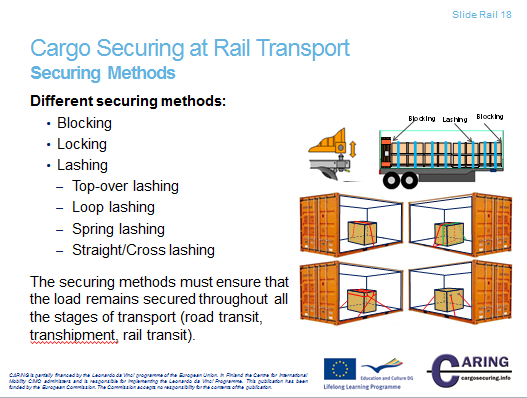 Slide Rail 18
Cargo Securing at Rail Transport
Securing Methods
Different securing methods:
• Blocking
• Locking
• Lashing
– Top-over lashing
– Loop lashing
– Spring lashing
– Straight/Cross lashing
The securing methods must ensure that
the load remains secured throughout all
the stages of transport (road transit,
transhipment, rail transit).
Blocking
Lashing
Blocking
CARING is partially financed by the Leonardo da Vinci programme of the European Union. In Finland the Centre for International
Mobility CIMO administers and is responsible for implementing the Leonardo da Vinci Programme. This publication has been
funded by the European Commission. The Commission accepts no responsibility for the contents of the publication.
Education and Culture DG
Lifelong Learning Programme
CARING
cargosecuring.info